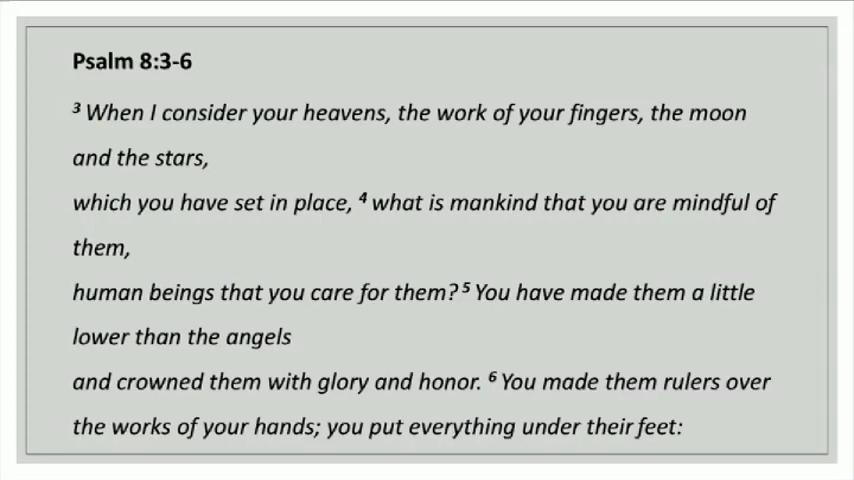 Psalm 8:3-6
³ When I consider your heavens, the work of your fingers, the moon
and the stars,
which you have set in place, ⁴ what is mankind that you are mindful of
them,
human beings that you care for them? ⁵ You have made them a little
lower than the angels
and crowned them with glory and honor. ⁶ You made them rulers over
the works of your hands; you put everything under their feet: